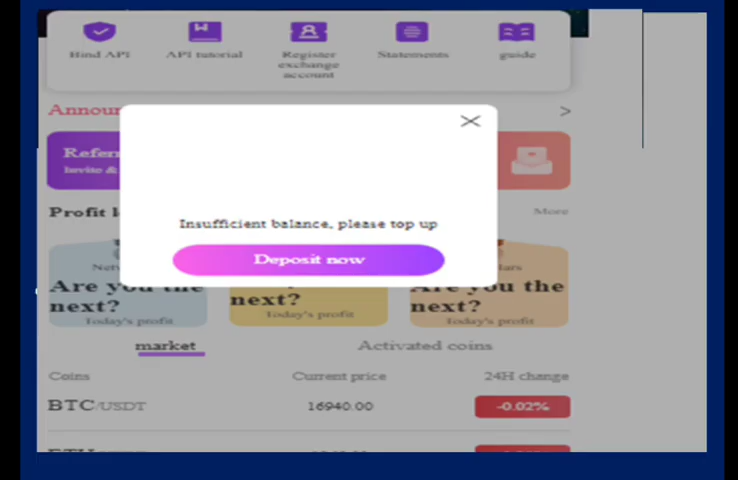 Bind API
API tutorial
Register
exchange
account
Statements
guide
Announ
>
Refer
Invite &
Insufficient balance, please top up
Deposit now
Profit l
More
Are you the
next?
Today's profit
next?
Today's profit
Are you the
next?
Today's profit
market
Activated coins
Coins
Current price
24H change
BTC/USDT
16940.00
-0.02%